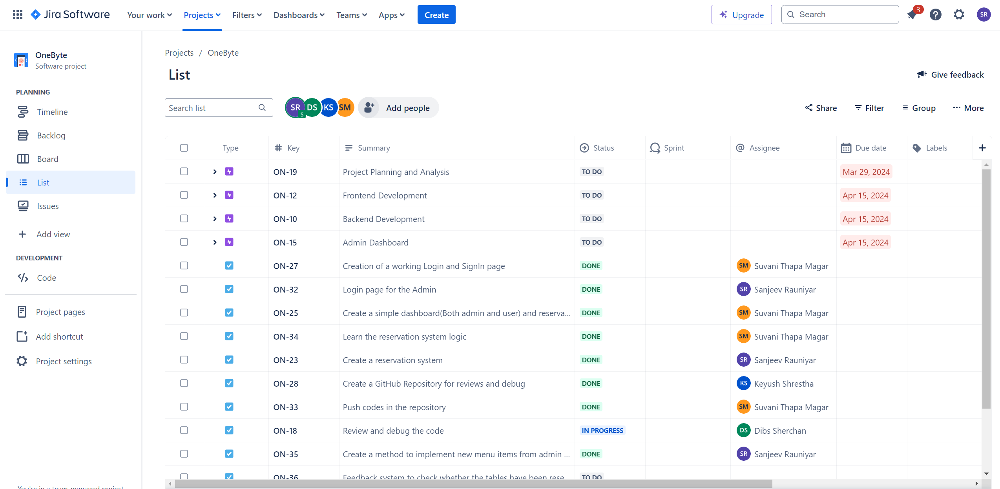 Jira Software Your work Projects Filters Dashboards Teams Apps Create Upgrade Search 3 SR
OneByte
Software project
PLANNING
Timeline
Backlog
Board
List
Issues
Add view
DEVELOPMENT
Code
Project pages
Add shortcut
Project settings
You're in a team-managed project
Projects / OneByte
List
Give feedback
Search list SR S DS KS SM Add people Share Filter Group More
Type Key Summary Status Sprint Assignee Due date Labels
ON-19 Project Planning and Analysis TO DO Mar 29, 2024
ON-12 Frontend Development TO DO Apr 15, 2024
ON-10 Backend Development TO DO Apr 15, 2024
ON-15 Admin Dashboard TO DO Apr 15, 2024
ON-27 Creation of a working Login and SignIn page DONE SM Suvani Thapa Magar
ON-32 Login page for the Admin DONE SR Sanjeev Rauniyar
ON-25 Create a simple dashboard(Both admin and user) and reserva... DONE SM Suvani Thapa Magar
ON-34 Learn the reservation system logic DONE SM Suvani Thapa Magar
ON-23 Create a reservation system DONE SR Sanjeev Rauniyar
ON-28 Create a GitHub Repository for reviews and debug DONE KS Keyush Shrestha
ON-33 Push codes in the repository DONE SM Suvani Thapa Magar
ON-18 Review and debug the code IN PROGRESS DS Dibs Sherchan
ON-35 Create a method to implement new menu items from admin ... DONE SR Sanjeev Rauniyar
ON-36 Feedback system to check whether the tables have been rese... TO DO